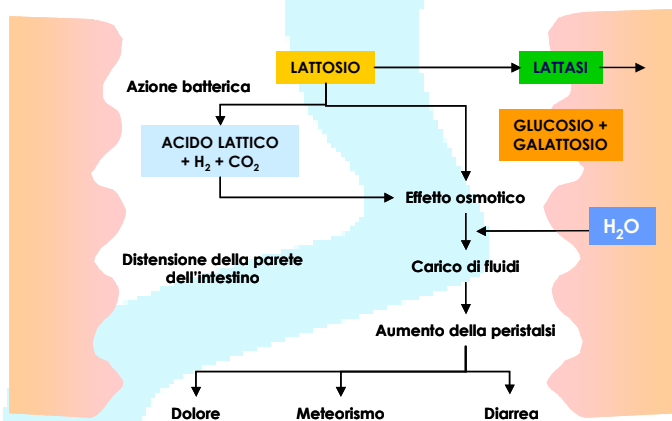 LATTOSIO
LATTASI
Azione batterica
GLUCOSIO +
GALATTOSIO
ACIDO LATTICO
+ H₂ + CO₂
Effetto osmotico
H₂O
Distensione della parete
dell'intestino
Carico di fluidi
Aumento della peristalsi
Dolore
Meteorismo
Diarrea